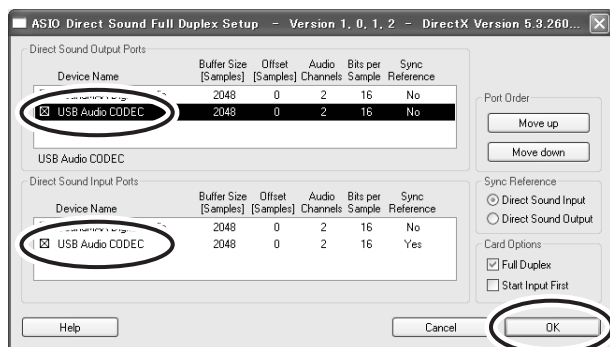 ASIO Direct Sound Full Duplex Setup - Version 1, 0, 1, 2 - DirectX Version 5.3.260...
Direct Sound Output Ports
Device Name Buffer Size [Samples] Offset [Samples] Audio Channels Bits per Sample Sync Reference
2048 0 2 16 No
USB Audio CODEC 2048 0 2 16 No
USB Audio CODEC
Direct Sound Input Ports
Device Name Buffer Size [Samples] Offset [Samples] Audio Channels Bits per Sample Sync Reference
2048 0 2 16 No
USB Audio CODEC 2048 0 2 16 Yes
Port Order
Move up
Move down
Sync Reference
Direct Sound Input
Direct Sound Output
Card Options
Full Duplex
Start Input First
Help
Cancel
OK